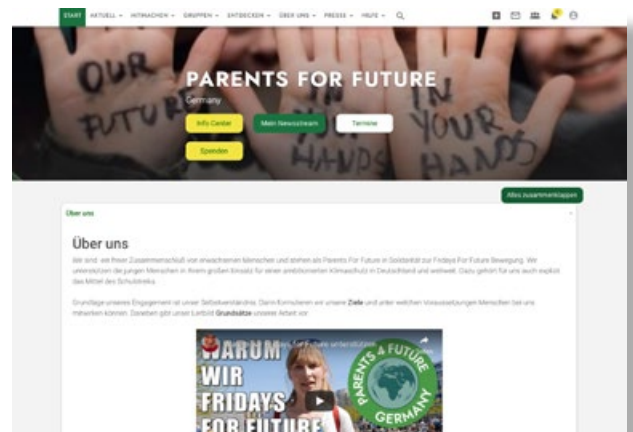 START AKTUELL MITMACHEN GRUPPEN ENTDECKEN ÜBER UNS PRESSE HILFE
OUR FUTURE IN YOUR HANDS
PARENTS FOR FUTURE
Germany
Info Center Mein Newsstream Termine
Spenden
Alles zusammenklappen
Über uns
Über uns
Wir sind ein freier Zusammenschluß von erwachsenen Menschen und stehen als Parents For Future in Solidarität zur Fridays For Future Bewegung. Wir
unterstützen die jungen Menschen in ihrem großen Einsatz für einen ambitionierten Klimaschutz in Deutschland und weltweit. Dazu gehört für uns auch explizit
das Mittel des Schulstreiks.
Grundlage unseres Engagement ist unser Selbstverständnis. Darin formulieren wir unsere Ziele und unter welchen Voraussetzungen Menschen bei uns
mitwirken können. Daneben gibt unser Leitbild Grundsätze unserer Arbeit vor.
for Future unterstützen
WARUM
WIR
FRIDAYS
FOR FUTURE
PARENTS 4 FUTURE
GERMANY